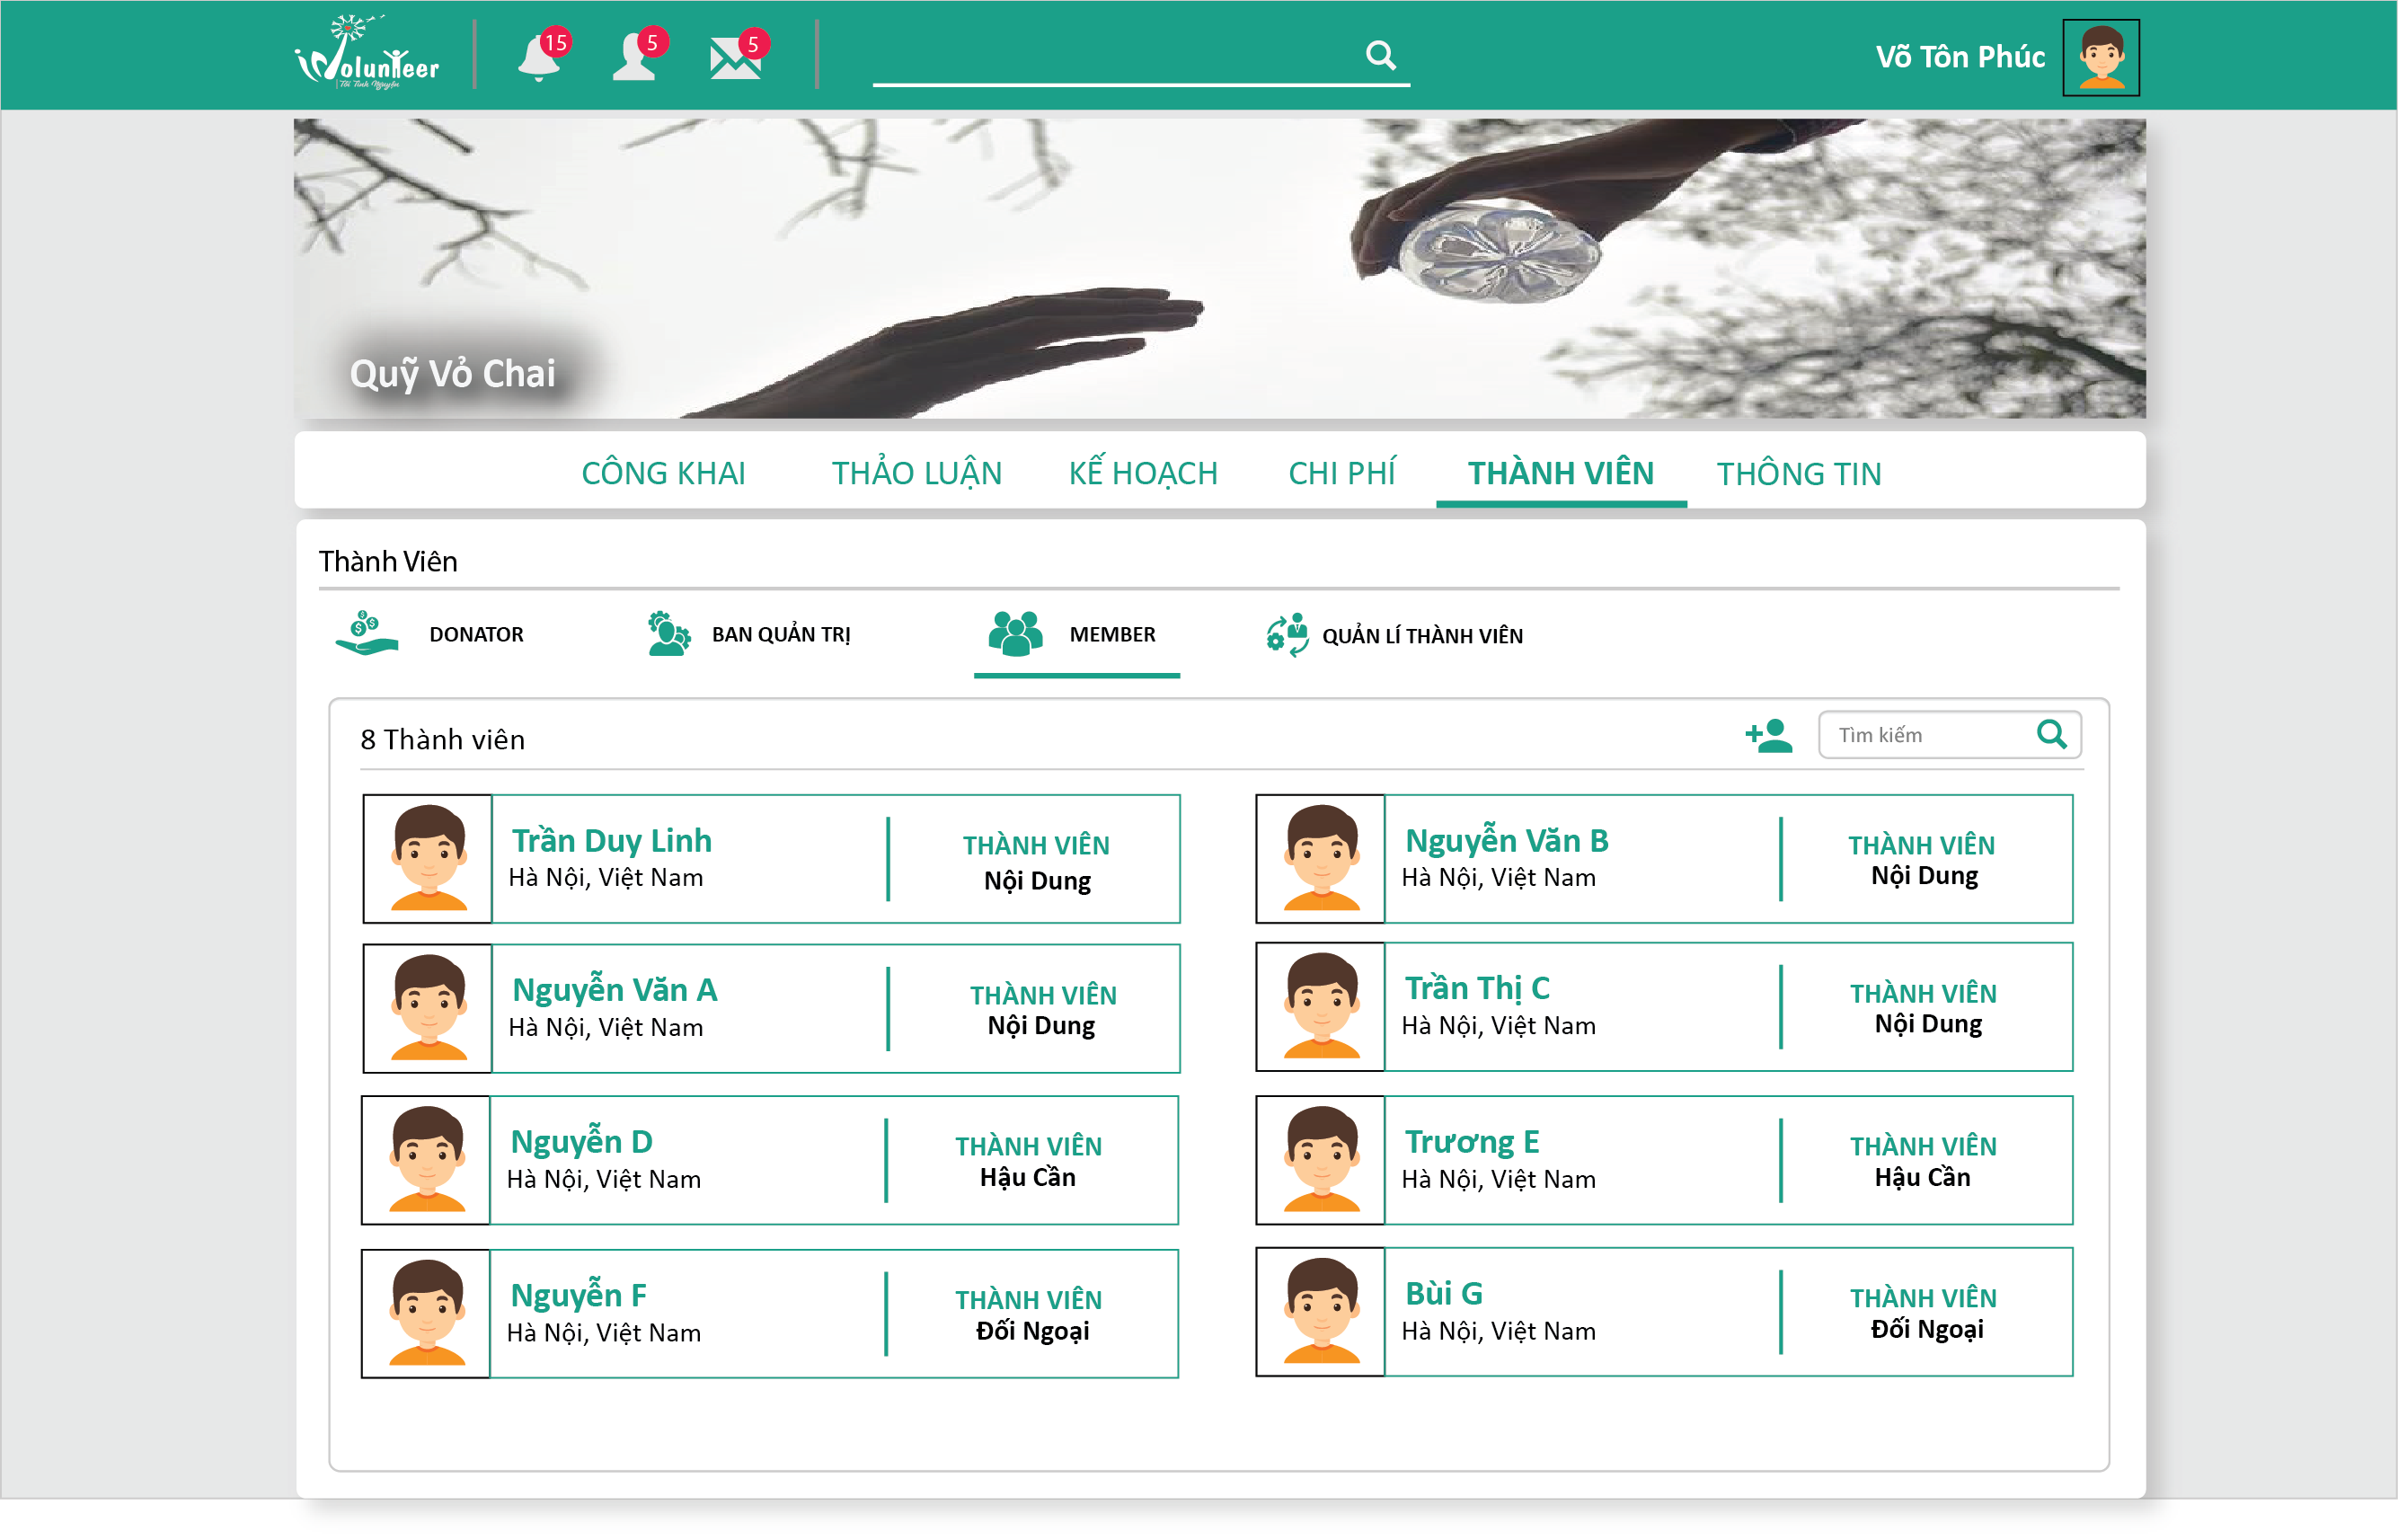 Volunteer
Tôi Tình Nguyện
15
5
5
Võ Tôn Phúc
Quỹ Vỏ Chai
CÔNG KHAI
THẢO LUẬN
KẾ HOẠCH
CHI PHÍ
THÀNH VIÊN
THÔNG TIN
Thành Viên
DONATOR
BAN QUẢN TRỊ
MEMBER
QUẢN LÍ THÀNH VIÊN
8 Thành viên
Tìm kiếm
Trần Duy Linh
Hà Nội, Việt Nam
THÀNH VIÊN
Nội Dung
Nguyễn Văn B
Hà Nội, Việt Nam
THÀNH VIÊN
Nội Dung
Nguyễn Văn A
Hà Nội, Việt Nam
THÀNH VIÊN
Nội Dung
Trần Thị C
Hà Nội, Việt Nam
THÀNH VIÊN
Nội Dung
Nguyễn D
Hà Nội, Việt Nam
THÀNH VIÊN
Hậu Cần
Trương E
Hà Nội, Việt Nam
THÀNH VIÊN
Hậu Cần
Nguyễn F
Hà Nội, Việt Nam
THÀNH VIÊN
Đối Ngoại
Bùi G
Hà Nội, Việt Nam
THÀNH VIÊN
Đối Ngoại